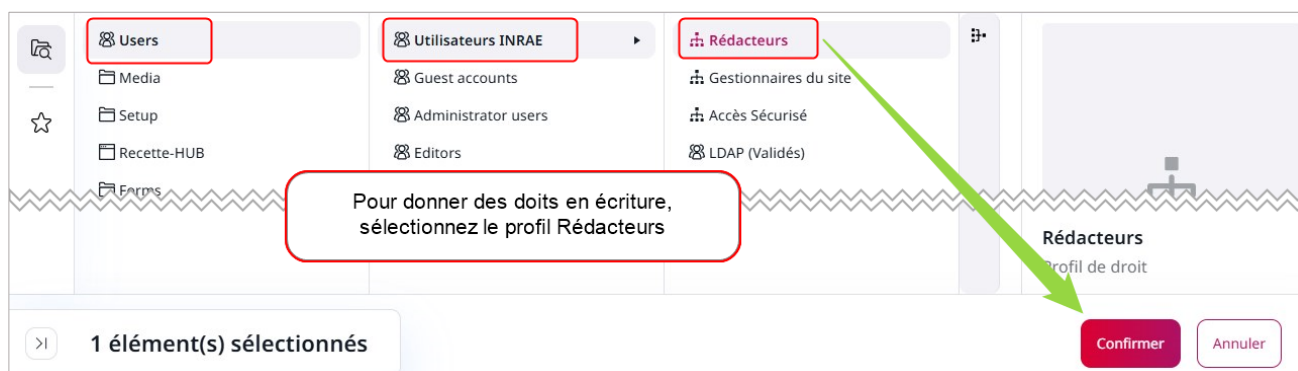 Users
Media
Setup
Recette-HUB
Forms
Utilisateurs INRAE
Guest accounts
Administrator users
Editors
Rédacteurs
Gestionnaires du site
Accès Sécurisé
LDAP (Validés)
Pour donner des doits en écriture,
sélectionnez le profil Rédacteurs
Rédacteurs
Profil de droit
1 élément(s) sélectionnés
Confirmer
Annuler